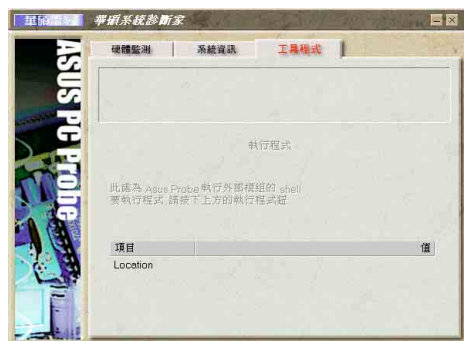 華碩電腦 華碩系統診斷家
ASUS PC Probe
硬體監測 系統資訊 工具程式
執行程式
此處為 Asus Probe 執行外部模組的 shell
要執行程式 請按下上方的執行程式鈕
項目 值
Location